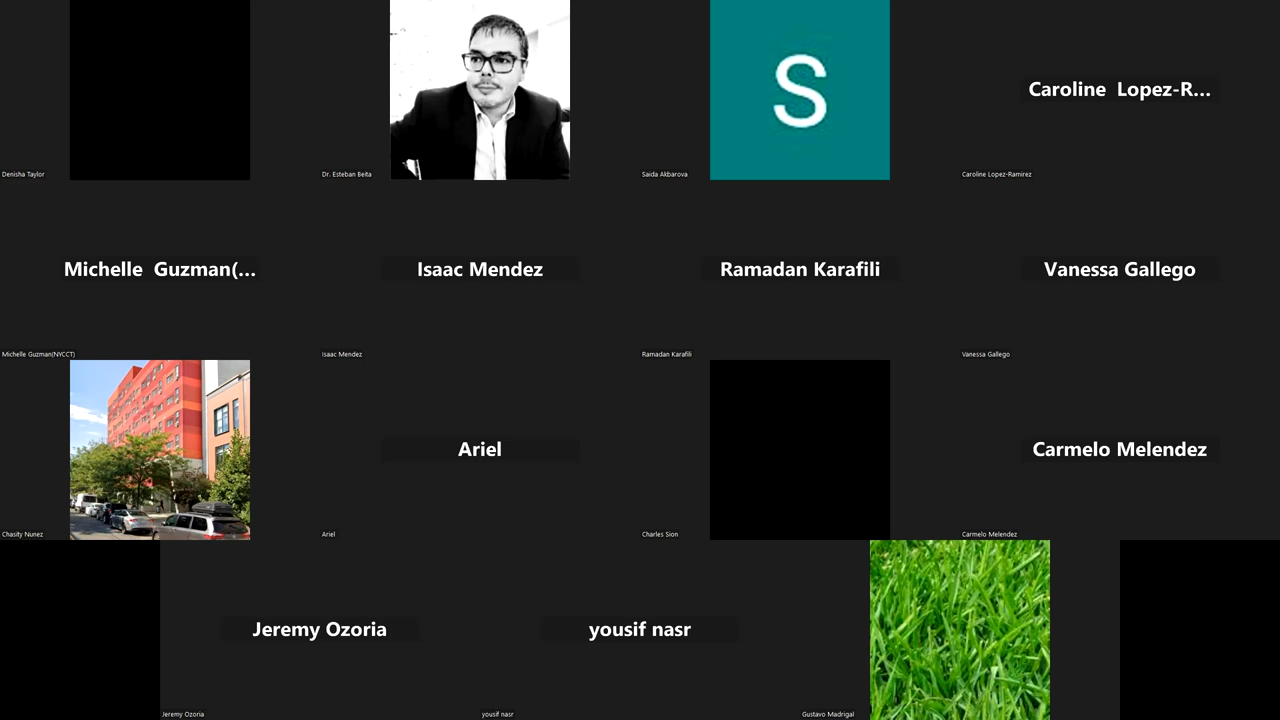 S
Caroline  Lopez-R...
Denisha Taylor
Dr. Esteban Beita
Saida Akbarova
Caroline Lopez-Ramirez
Michelle  Guzman(...
Isaac Mendez
Ramadan Karafili
Vanessa Gallego
Michelle Guzman(NYCCT)
Isaac Mendez
Ramadan Karafili
Vanessa Gallego
Ariel
Carmelo Melendez
Chasity Nunez
Ariel
Charles Sion
Carmelo Melendez
Jeremy Ozoria
yousif nasr
Jeremy Ozoria
yousif nasr
Gustavo Madrigal